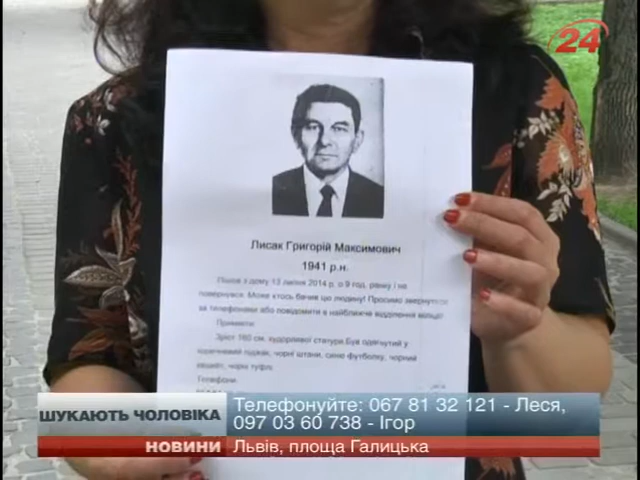 24
Лисак Григорій Максимович
1941 р.н.
Пішов з дому 13 липня 2014 р. о 9 год. ранку і не
повернувся. Може хтось бачив цю людину! Просимо звернутися
за телефонами або повідомити в найближче відділення міліції
Прикмети:
Зріст 160 см, худорлявої статури. Був одягнутий у
коричневий піджак, чорні штани, синю футболку, чорний
кашкет, чорні туфлі.
Телефони:
ШУКАЮТЬ ЧОЛОВІКА
Телефонуйте: 067 81 32 121 - Леся,
097 03 60 738 - Ігор
НОВИНИ
Львів, площа Галицька